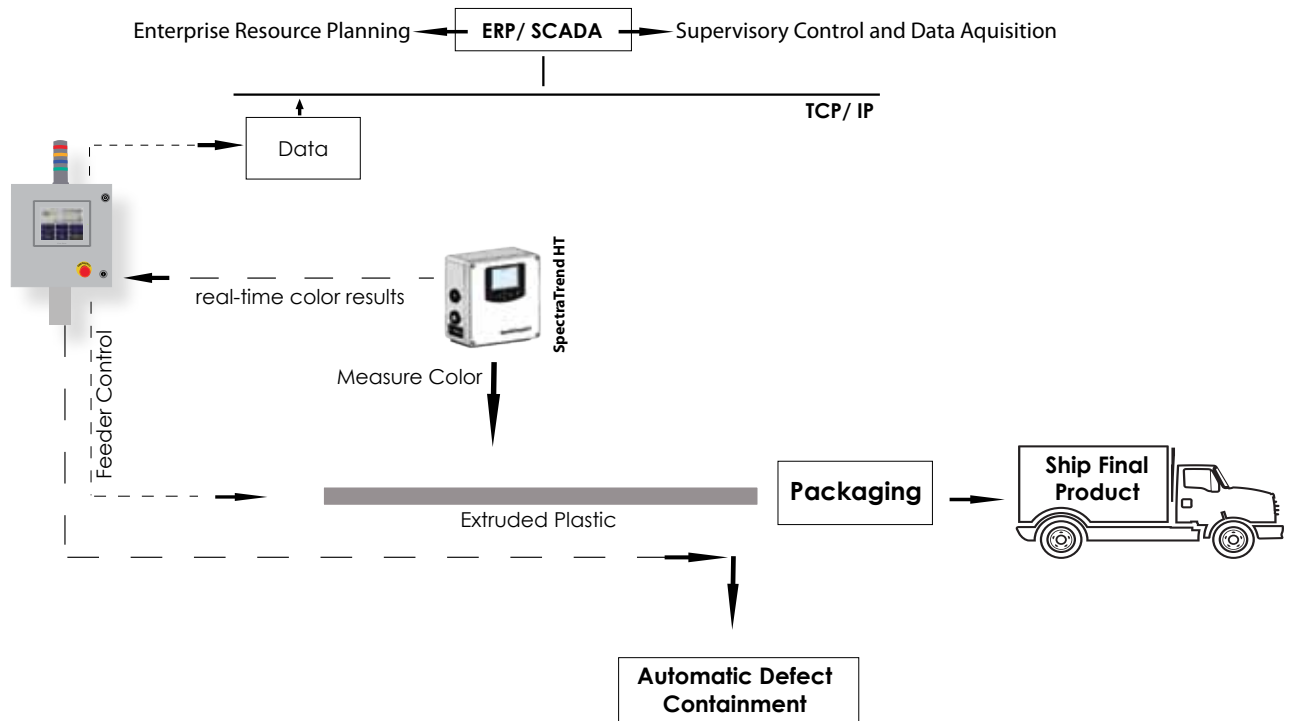 Enterprise Resource Planning
ERP/ SCADA
Supervisory Control and Data Aquisition
TCP/ IP
Data
real-time color results
SpectraTrend HT
Measure Color
Feeder Control
Extruded Plastic
Packaging
Ship Final
Product
Automatic Defect
Containment